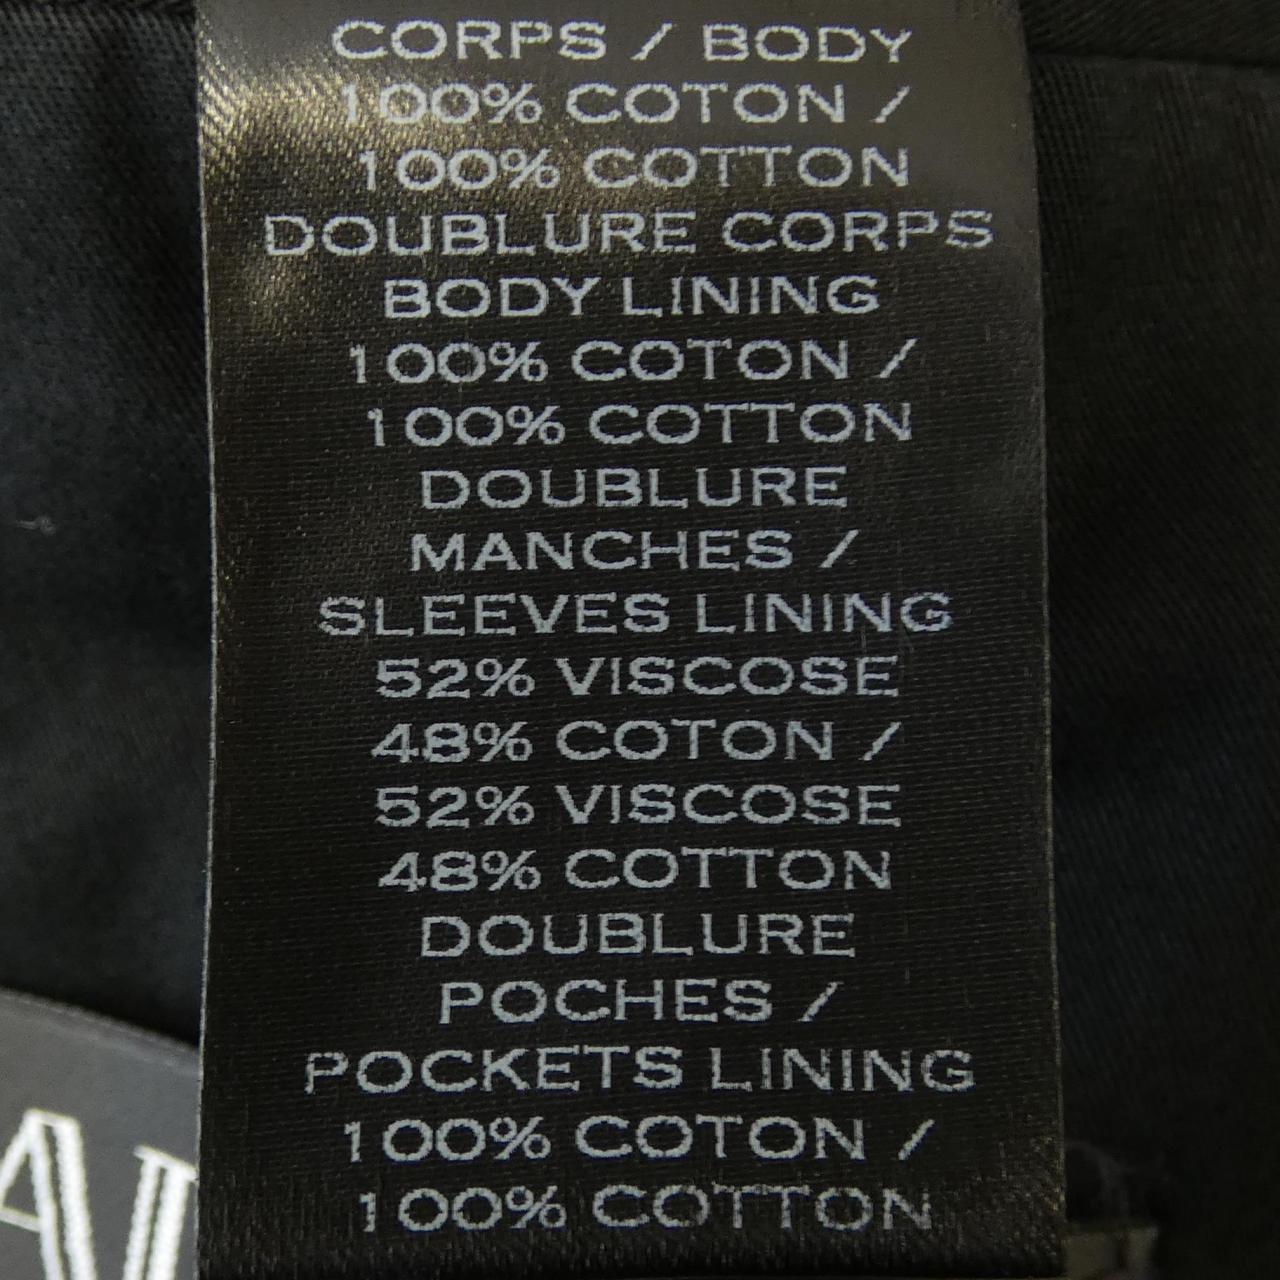 CORPS / BODY
100% COTON /
100% COTTON
DOUBLURE CORPS
BODY LINING
100% COTON /
100% COTTON
DOUBLURE
MANCHES /
SLEEVES LINING
52% VISCOSE
48% COTON /
52% VISCOSE
48% COTTON
DOUBLURE
POCHES /
POCKETS LINING
100% COTON /
100% COTTON